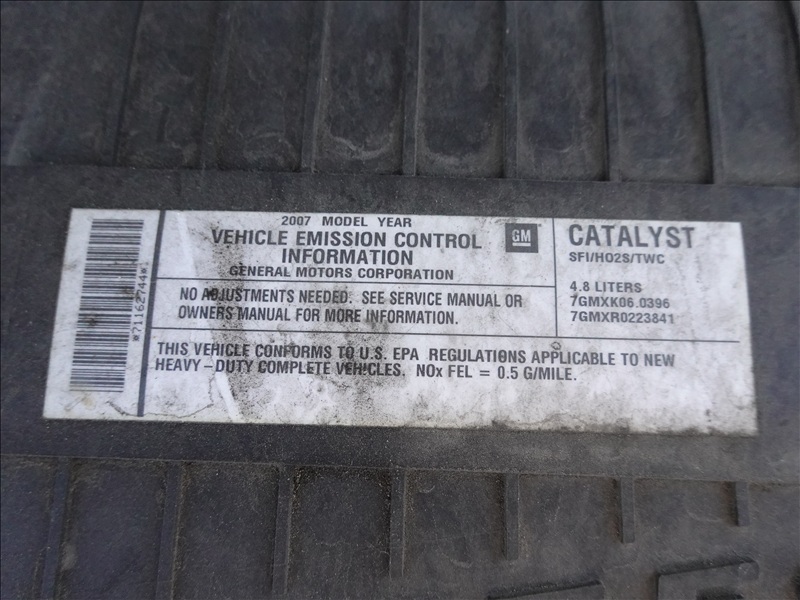 *71162744*
2007 MODEL YEAR
VEHICLE EMISSION CONTROL
INFORMATION
GENERAL MOTORS CORPORATION
GM
CATALYST
SFI/HO2S/TWC
NO ADJUSTMENTS NEEDED. SEE SERVICE MANUAL OR
OWNERS MANUAL FOR MORE INFORMATION.
4.8 LITERS
7GMXK06.0396
7GMXR0223841
THIS VEHICLE CONFORMS TO U.S. EPA REGULATIONS APPLICABLE TO NEW
HEAVY-DUTY COMPLETE VEHICLES. NOx FEL = 0.5 G/MILE.